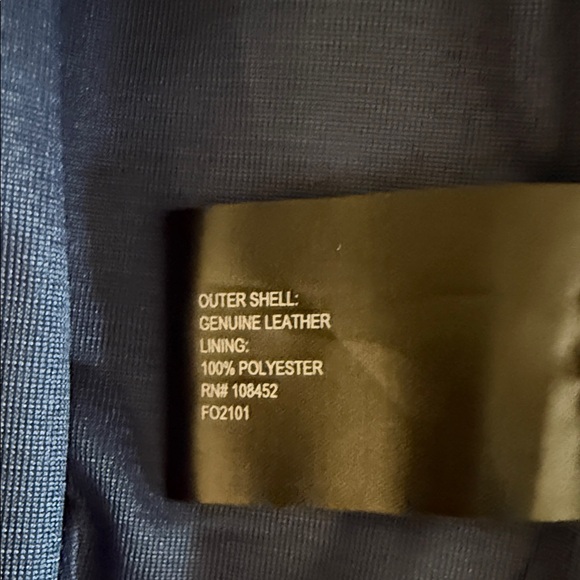 OUTER SHELL:
GENUINE LEATHER
LINING:
100% POLYESTER
RN# 108452
FO2101